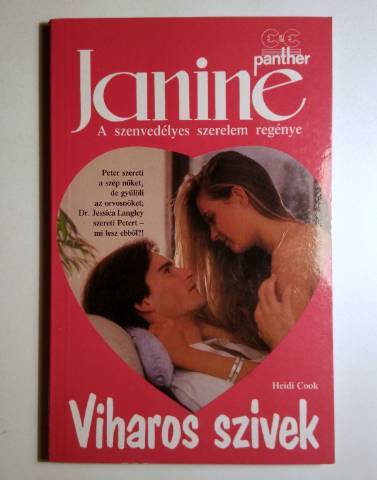 CeC
panther
Janine
A szenvedélyes szerelem regénye
Peter szereti
a szép nőket,
de gyűlöli
az orvosnőket;
Dr. Jessica Langley
szereti Petert –
mi lesz ebből?!
Heidi Cook
Viharos szivek